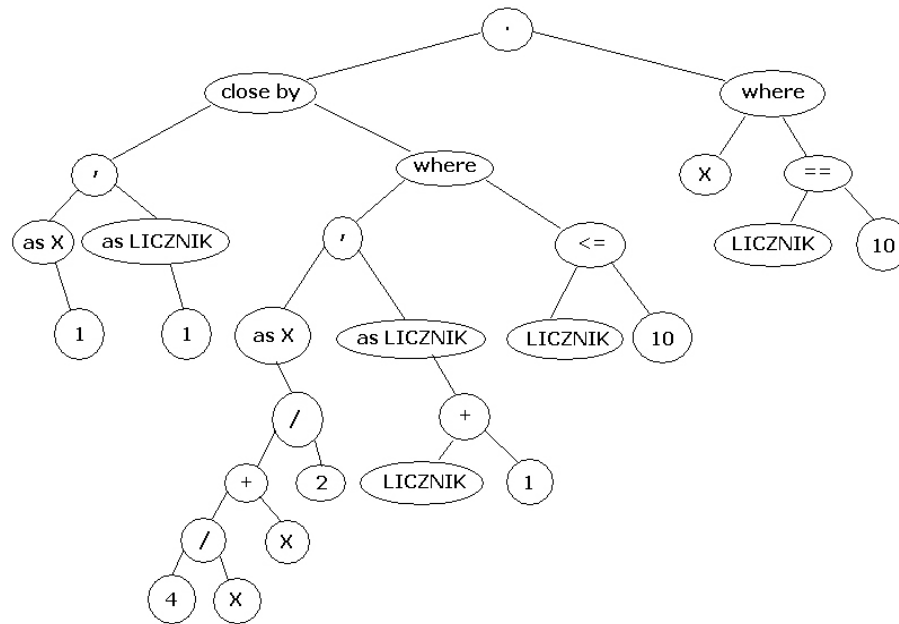 .
close by
where
,
where
X
==
as X
as LICZNIK
,
<=
LICZNIK
10
1
1
as X
as LICZNIK
LICZNIK
10
/
+
+
2
LICZNIK
1
/
X
4
X